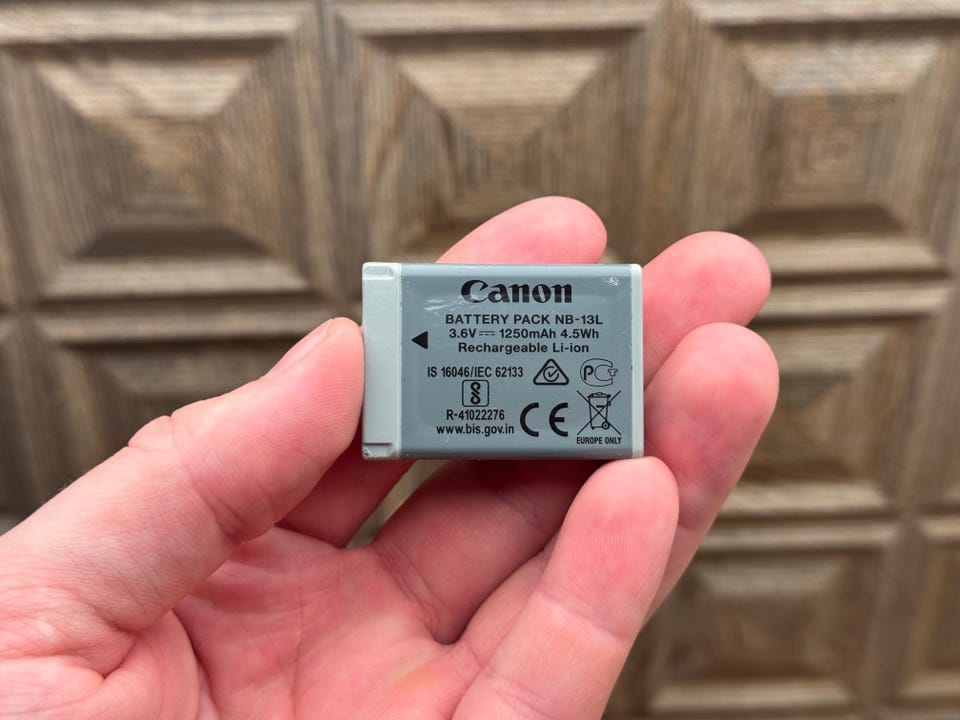 Canon
BATTERY PACK NB-13L
3.6V ⎓ 1250mAh 4.5Wh
Rechargeable Li-ion
IS 16046/IEC 62133
R-41022276
www.bis.gov.in
CE
EUROPE ONLY